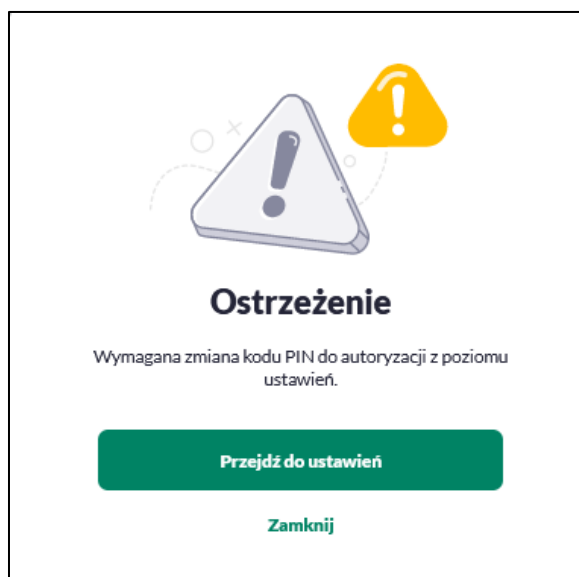 Ostrzeżenie
Wymagana zmiana kodu PIN do autoryzacji z poziomu
ustawień.
Przejdź do ustawień
Zamknij